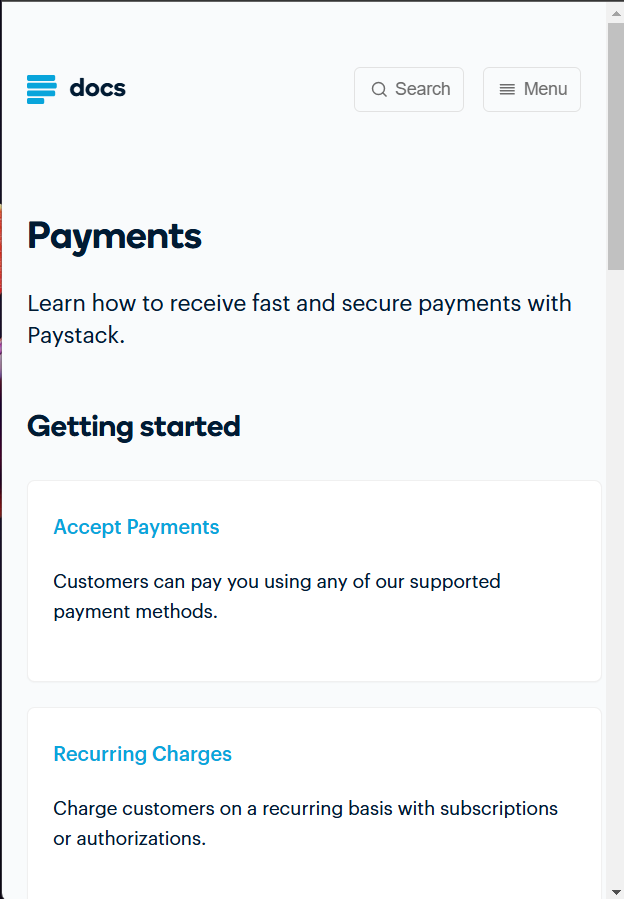 docs
Search
Menu
Payments
Learn how to receive fast and secure payments with
Paystack.
Getting started
Accept Payments
Customers can pay you using any of our supported
payment methods.
Recurring Charges
Charge customers on a recurring basis with subscriptions
or authorizations.